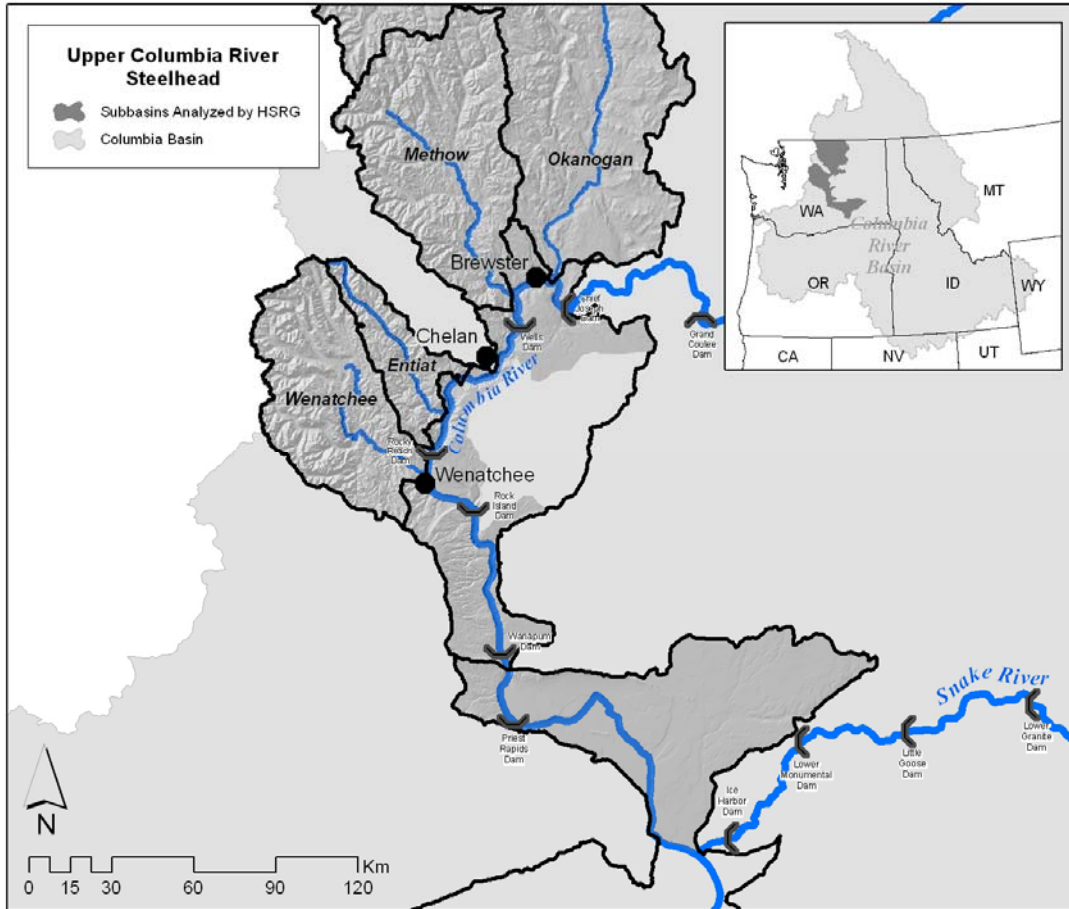 Upper Columbia River
Steelhead
Subbasins Analyzed by HSRG
Columbia Basin
Methow
Okanogan
Brewster
Chief
Joseph
Dam
Wells
Dam
Grand
Coulee
Dam
Chelan
Entiat
Columbia River
Wenatchee
Rocky
Reach
Dam
Wenatchee
Rock
Island
Dam
Wanapum
Dam
Priest
Rapids
Dam
Snake River
Lower
Granite
Dam
Little
Goose
Dam
Lower
Monumental
Dam
Ice
Harbor
Dam
WA
MT
Columbia
River
Basin
OR
ID
WY
CA
NV
UT
N
0 15 30 60 90 120
Km